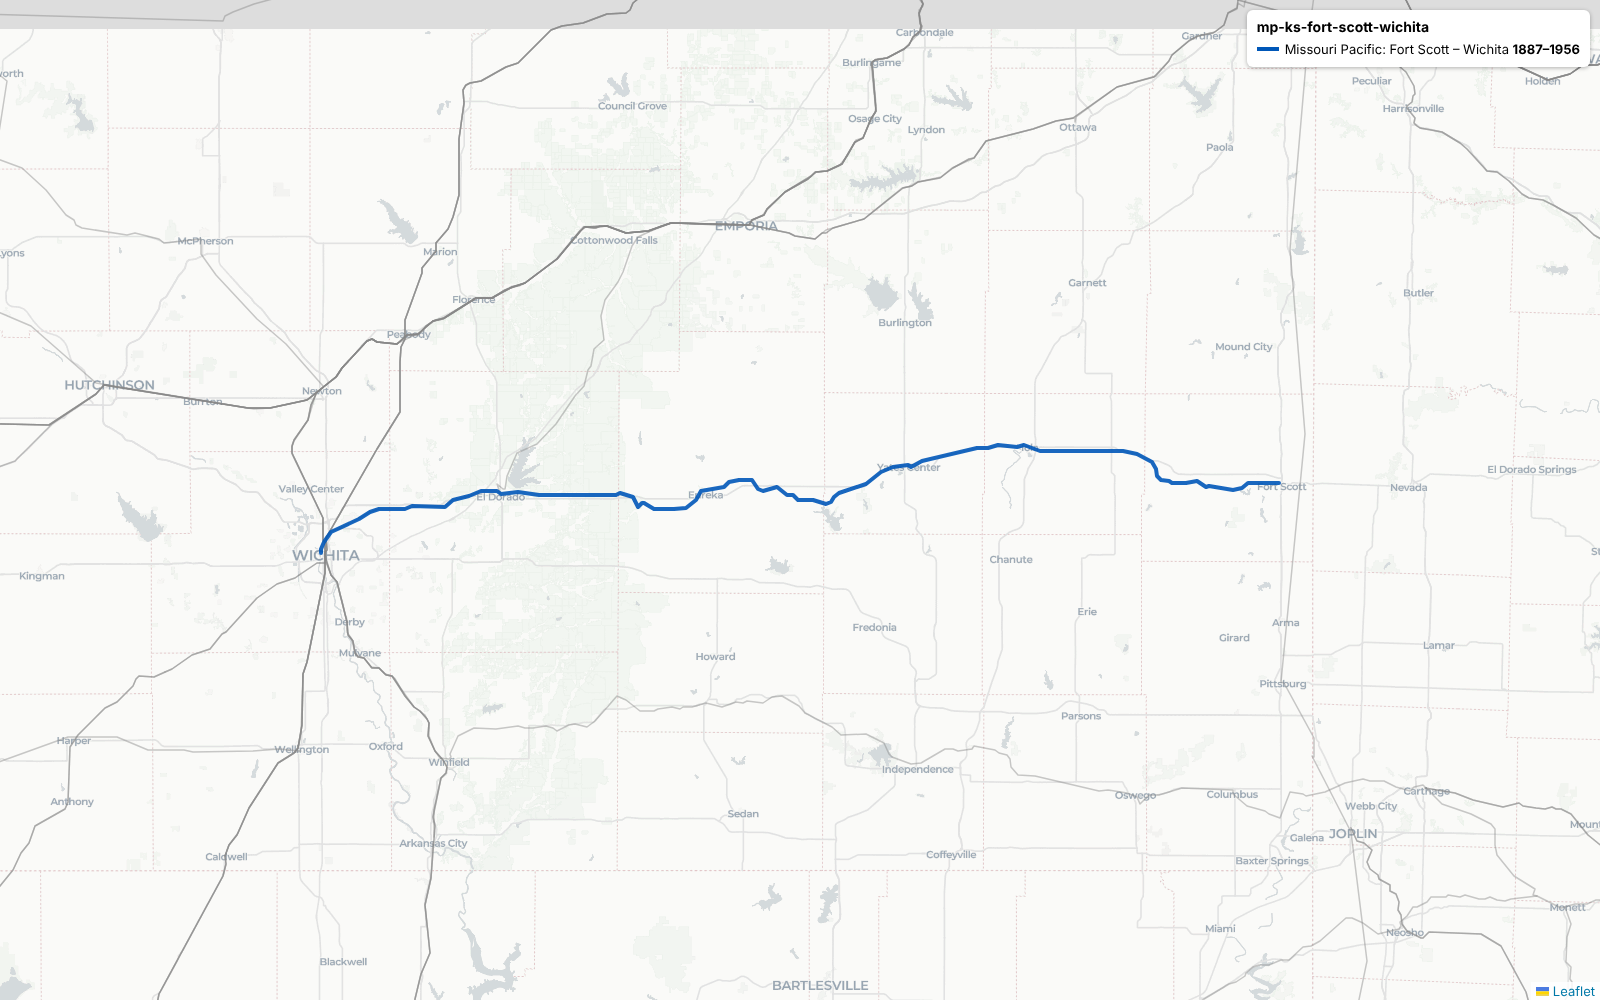 mp-ks-fort-scott-wichita
Missouri Pacific: Fort Scott – Wichita 1887–1956
Carbondale
Gardner
Burlingame
Peculiar
Holden
Council Grove
Harrisonville
Osage City
Lyndon
Ottawa
Paola
EMPORIA
McPherson
Cottonwood Falls
Marion
Garnett
Butler
Florence
Burlington
Peabody
Mound City
HUTCHINSON
Newton
Burrton
Yates Center
El Dorado Springs
Valley Center
El Dorado
Eureka
Fort Scott
Nevada
WICHITA
Chanute
Kingman
Erie
Derby
Fredonia
Arma
Girard
Lamar
Mulvane
Howard
Pittsburg
Parsons
Harper
Wellington
Oxford
Winfield
Independence
Anthony
Oswego
Columbus
Carthage
Webb City
Sedan
Galena
JOPLIN
Arkansas City
Caldwell
Coffeyville
Baxter Springs
Monett
Miami
Neosho
Blackwell
BARTLESVILLE
Leaflet